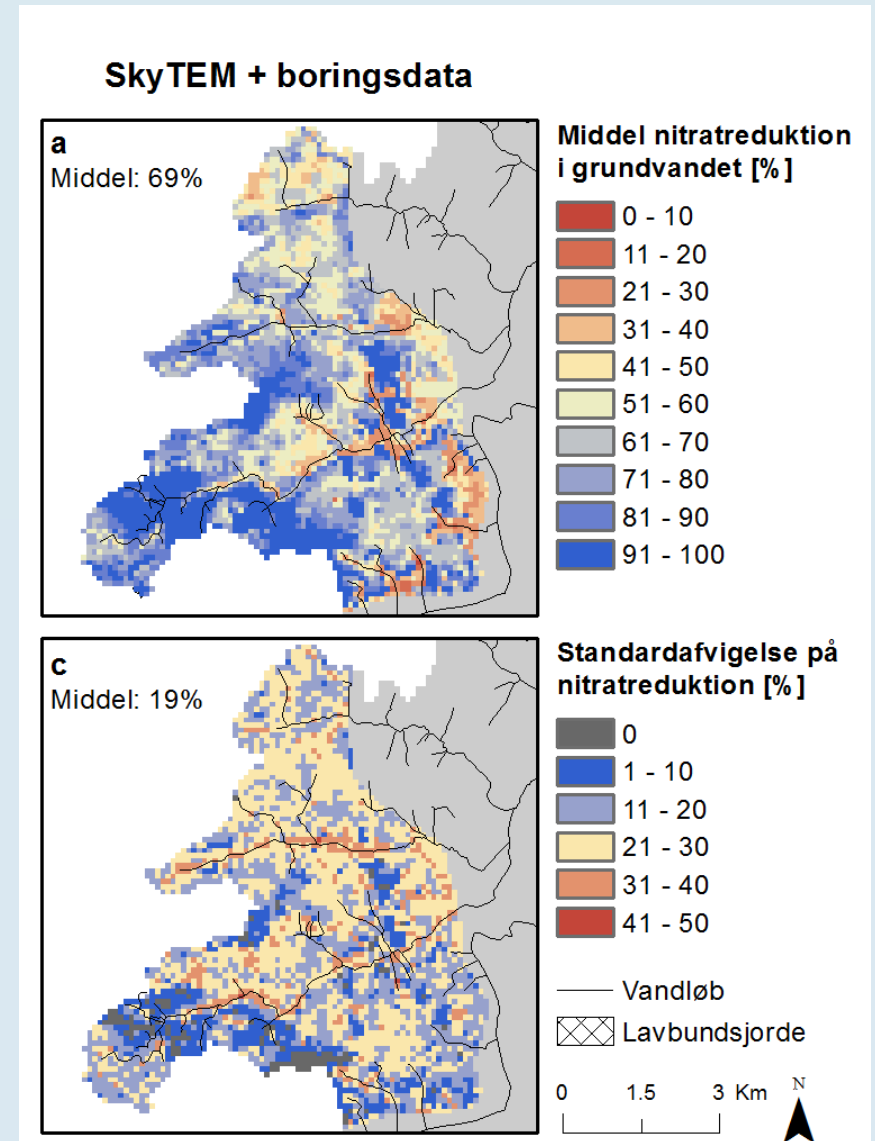 SkyTEM + boringsdata
a
Middel: 69%
Middel nitratreduktion
i grundvandet [%]
0 - 10
11 - 20
21 - 30
31 - 40
41 - 50
51 - 60
61 - 70
71 - 80
81 - 90
91 - 100
c
Middel: 19%
Standardafvigelse på
nitratreduktion [%]
0
1 - 10
11 - 20
21 - 30
31 - 40
41 - 50
Vandløb
Lavbundsjorde
0 1.5 3 Km
N